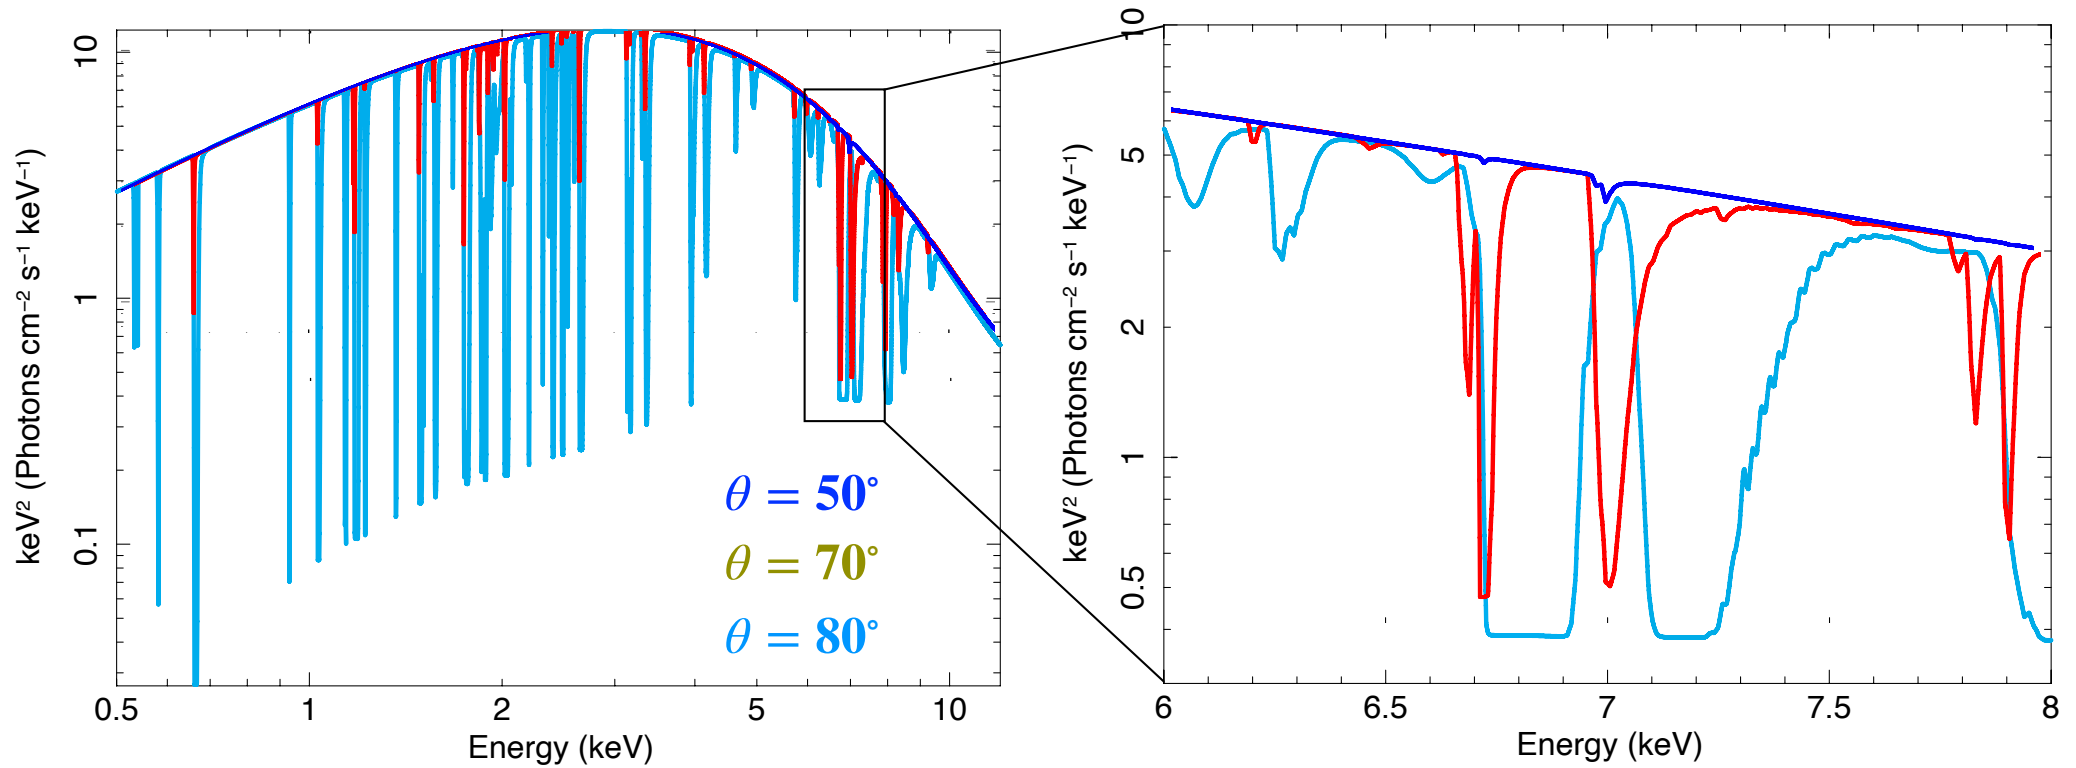 keV² (Photons cm⁻² s⁻¹ keV⁻¹)
10
1
0.1
θ = 50°
θ = 70°
θ = 80°
0.5 1 2 5 10
Energy (keV)
keV² (Photons cm⁻² s⁻¹ keV⁻¹)
10
5
2
1
0.5
6 6.5 7 7.5 8
Energy (keV)